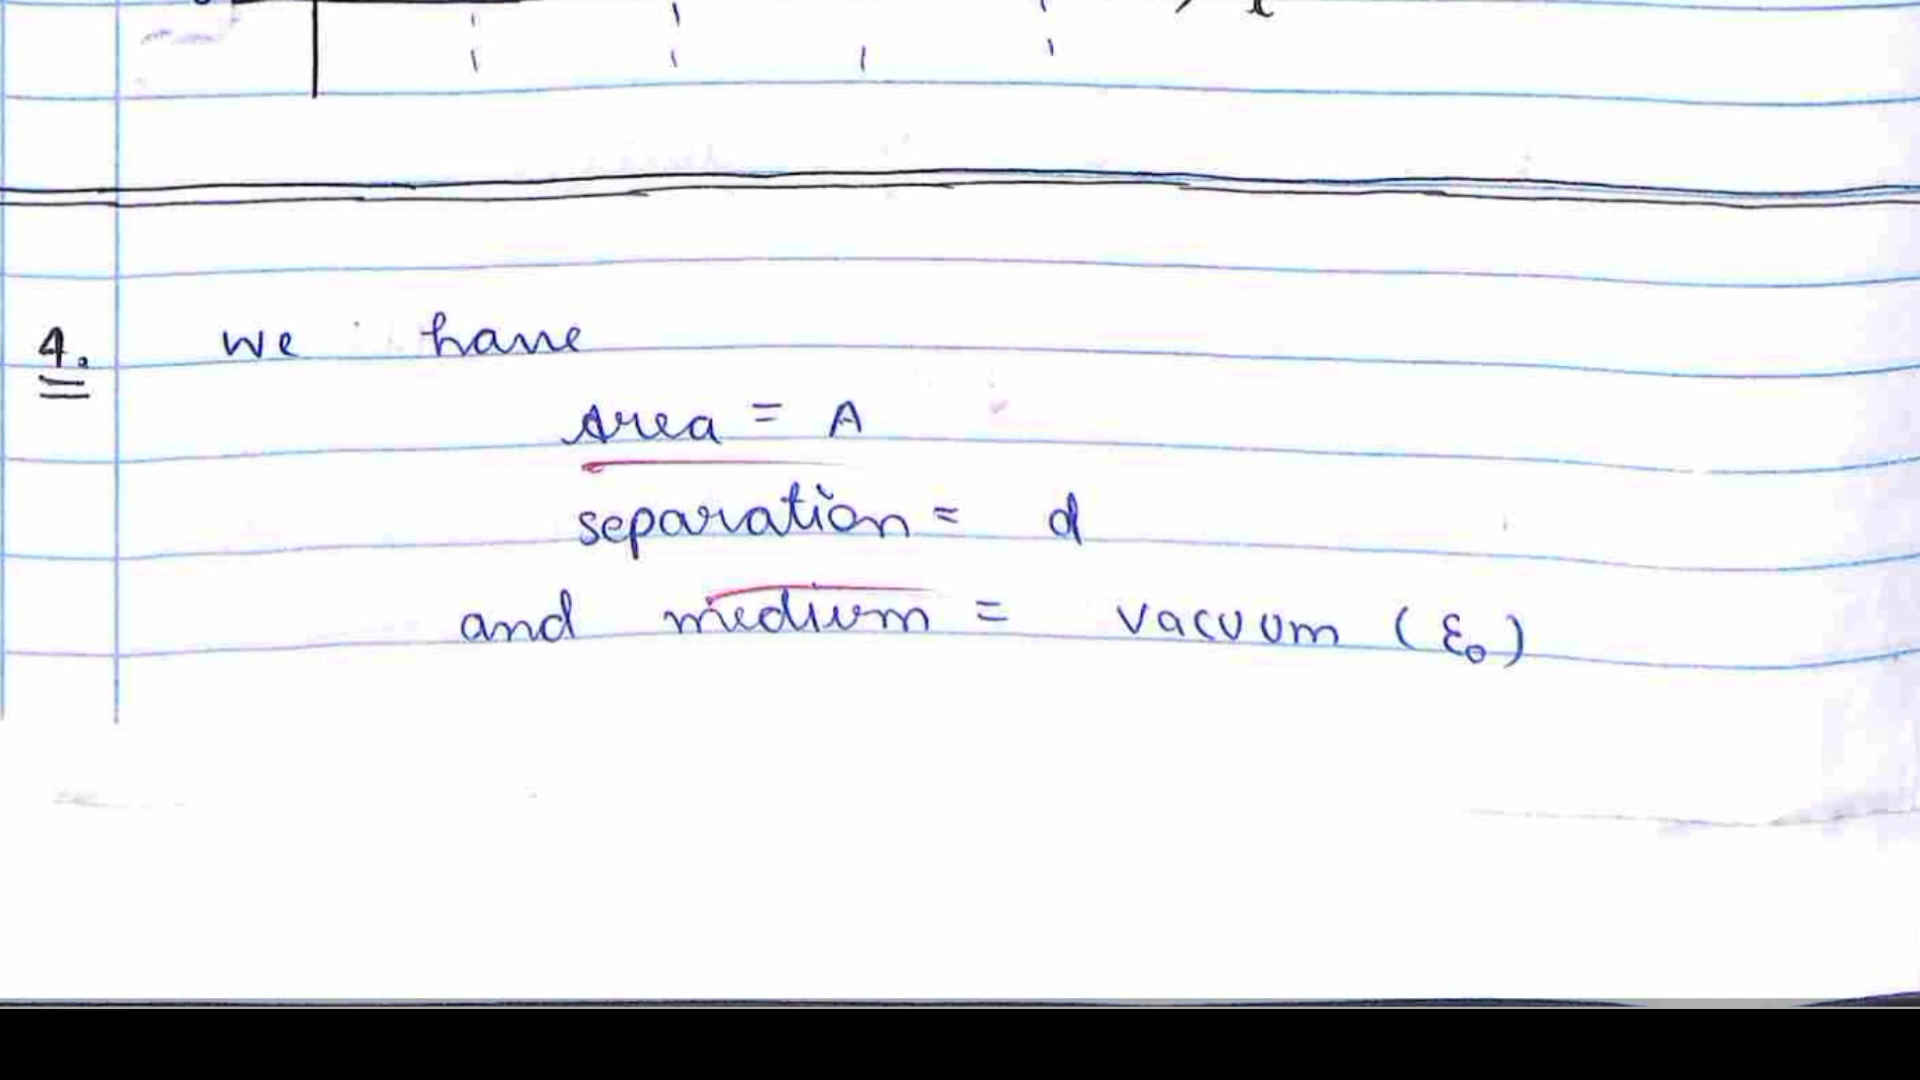 4. we have
Area = A
separation = d
and medium = vacuum (ε₀)